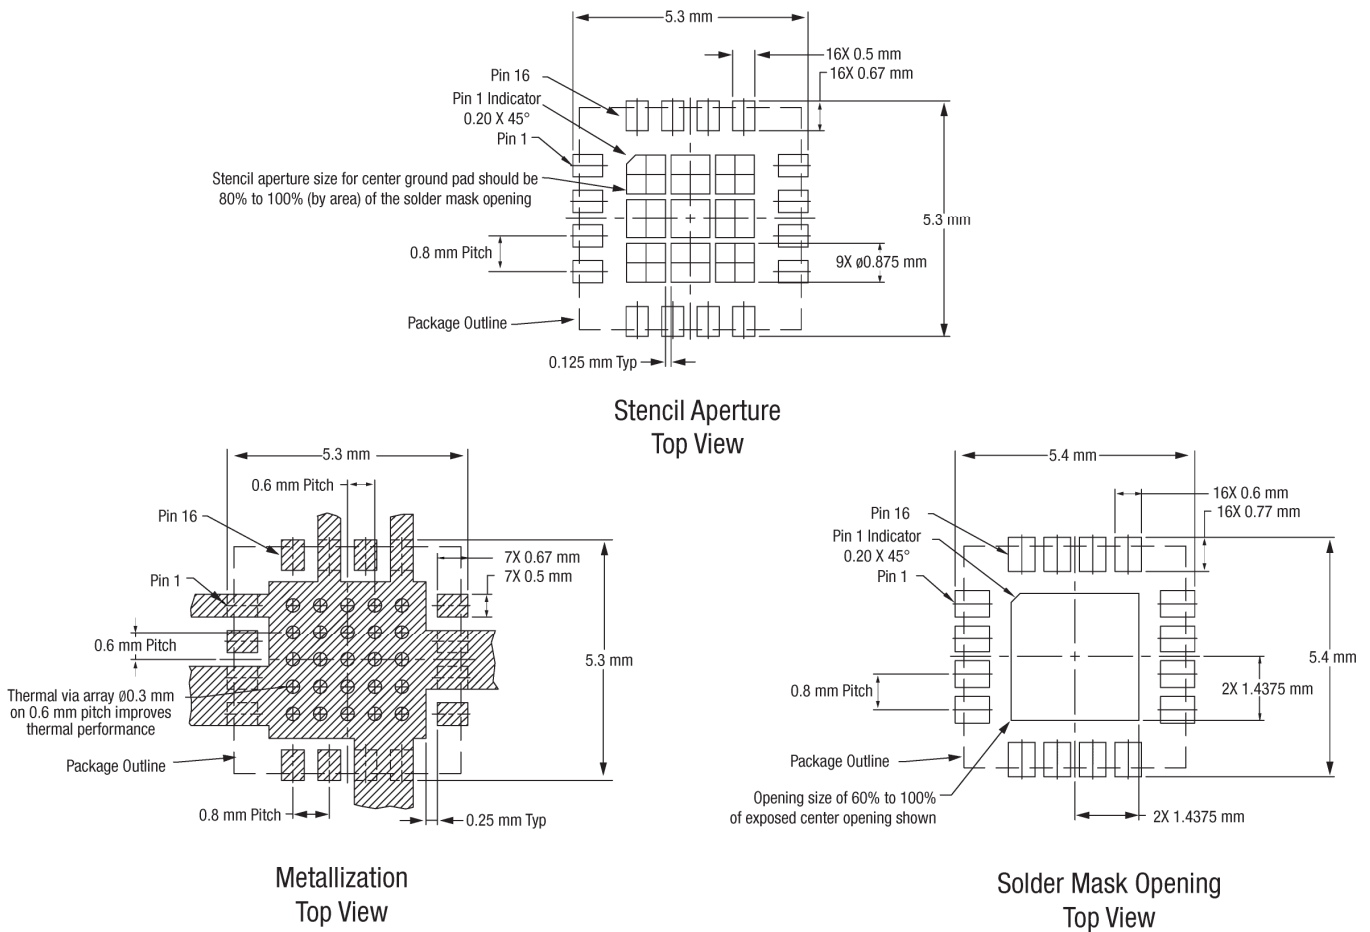 5.3 mm
16X 0.5 mm
16X 0.67 mm
Pin 16
Pin 1 Indicator
0.20 X 45°
Pin 1
Stencil aperture size for center ground pad should be
80% to 100% (by area) of the solder mask opening
5.3 mm
0.8 mm Pitch
9X ø0.875 mm
Package Outline
0.125 mm Typ
Stencil Aperture
Top View
5.3 mm
0.6 mm Pitch
Pin 16
7X 0.67 mm
7X 0.5 mm
Pin 1
0.6 mm Pitch
5.3 mm
Thermal via array ø0.3 mm
on 0.6 mm pitch improves
thermal performance
Package Outline
0.8 mm Pitch
0.25 mm Typ
Metallization
Top View
5.4 mm
16X 0.6 mm
16X 0.77 mm
Pin 16
Pin 1 Indicator
0.20 X 45°
Pin 1
5.4 mm
0.8 mm Pitch
2X 1.4375 mm
Package Outline
Opening size of 60% to 100%
of exposed center opening shown
2X 1.4375 mm
Solder Mask Opening
Top View